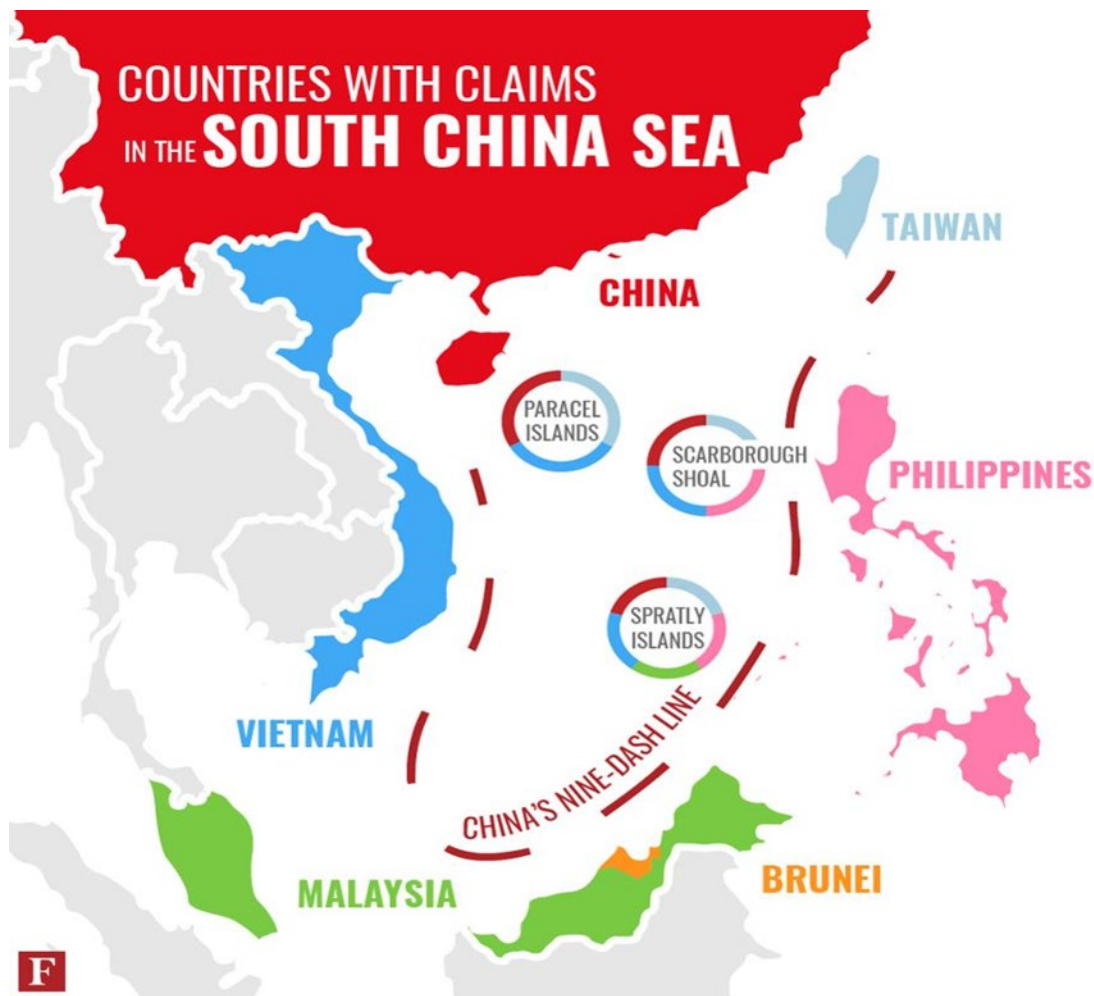 COUNTRIES WITH CLAIMS
IN THE SOUTH CHINA SEA
TAIWAN
CHINA
PARACEL
ISLANDS
SCARBOROUGH
SHOAL
PHILIPPINES
SPRATLY
ISLANDS
VIETNAM
CHINA'S NINE-DASH LINE
MALAYSIA
BRUNEI
F